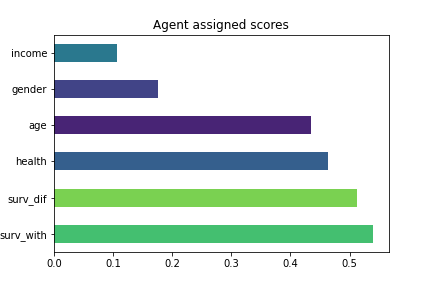 Agent assigned scores
income
gender
age
health
surv_dif
surv_with
0.0 0.1 0.2 0.3 0.4 0.5